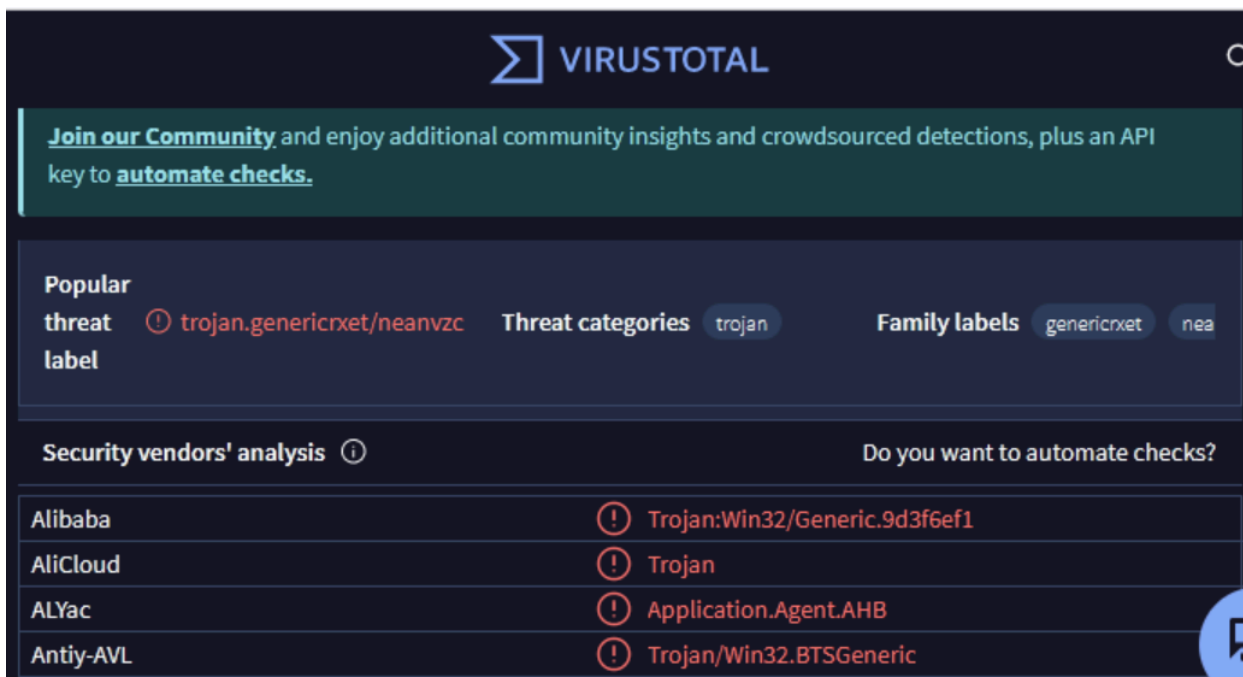 VIRUSTOTAL
Join our Community and enjoy additional community insights and crowdsourced detections, plus an API
key to automate checks.
Popular
threat
label
trojan.genericrxet/neanvzc
Threat categories trojan
Family labels genericrxet nea
Security vendors' analysis
Do you want to automate checks?
Alibaba
Trojan:Win32/Generic.9d3f6ef1
AliCloud
Trojan
ALYac
Application.Agent.AHB
Antiy-AVL
Trojan/Win32.BTSGeneric